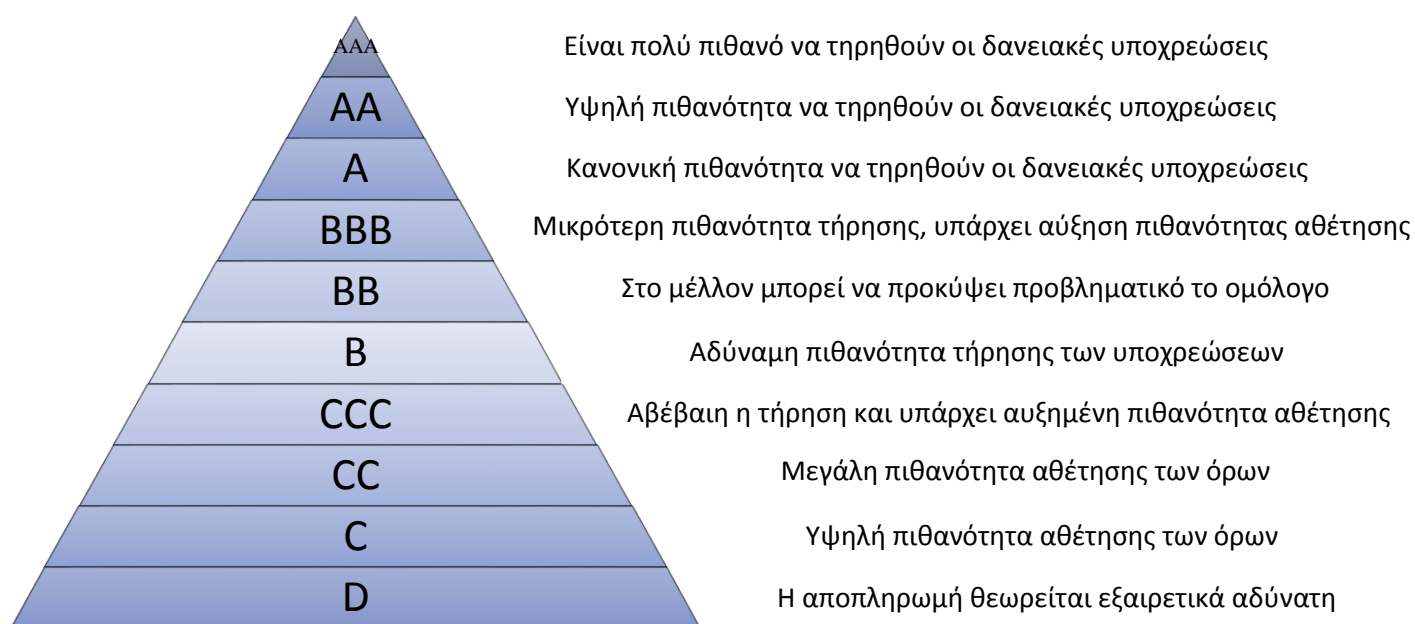 AAA Είναι πολύ πιθανό να τηρηθούν οι δανειακές υποχρεώσεις
AA Υψηλή πιθανότητα να τηρηθούν οι δανειακές υποχρεώσεις
A Κανονική πιθανότητα να τηρηθούν οι δανειακές υποχρεώσεις
BBB Μικρότερη πιθανότητα τήρησης, υπάρχει αύξηση πιθανότητας αθέτησης
BB Στο μέλλον μπορεί να προκύψει προβληματικό το ομόλογο
B Αδύναμη πιθανότητα τήρησης των υποχρεώσεων
CCC Αβέβαιη η τήρηση και υπάρχει αυξημένη πιθανότητα αθέτησης
CC Μεγάλη πιθανότητα αθέτησης των όρων
C Υψηλή πιθανότητα αθέτησης των όρων
D Η αποπληρωμή θεωρείται εξαιρετικά αδύνατη